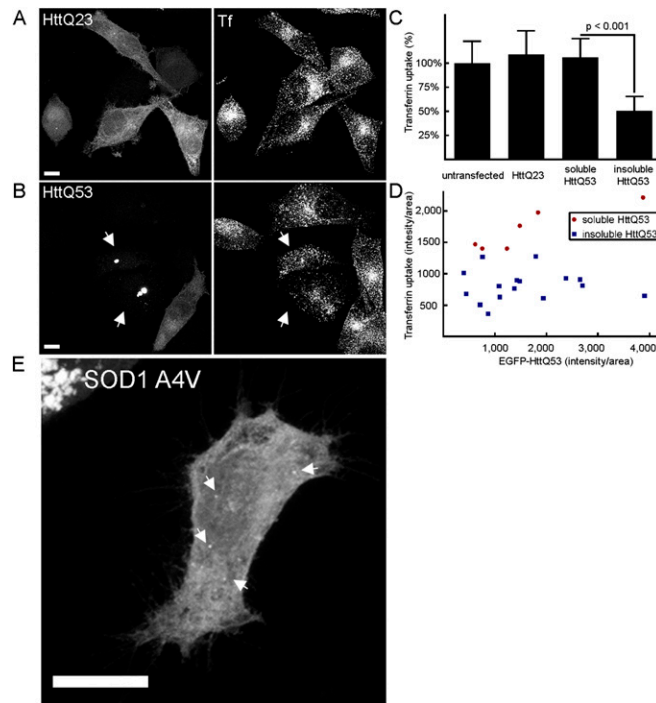 A
HttQ23
Tf
B
HttQ53
C
Transferrin uptake (%)
100%
75%
50%
25%
p < 0.001
untransfected
HttQ23
soluble
HttQ53
insoluble
HttQ53
D
Transferrin uptake (intesity/area)
2,000
1500
1000
500
soluble HttQ53
insoluble HttQ53
1,000
2,000
3,000
4,000
EGFP-HttQ53 (intensity/area)
E
SOD1 A4V